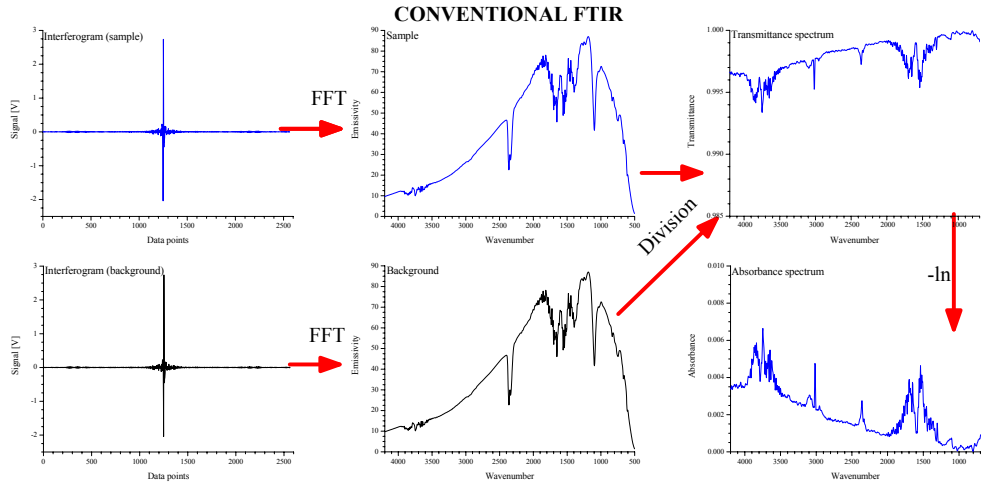 CONVENTIONAL FTIR
Interferogram (sample)
Signal [V]
3
2
1
0
-1
-2
0 500 1000 1500 2000 2500
Data points
FFT
Sample
Emissivity
90
80
70
60
50
40
30
20
10
0
4000 3500 3000 2500 2000 1500 1000 500
Wavenumber
Transmittance spectrum
Transmittance
1.000
0.995
0.990
0.985
4000 3000 2000 1000
Wavenumber
Division
-ln
Interferogram (background)
Signal [V]
3
2
1
0
-1
-2
0 500 1000 1500 2000 2500
Data points
FFT
Background
Emissivity
90
80
70
60
50
40
30
20
10
0
4000 3500 3000 2500 2000 1500 1000 500
Wavenumber
Absorbance spectrum
Absorbance
0.010
0.008
0.006
0.004
0.002
0.000
4000 3000 2000 1000
Wavenumber